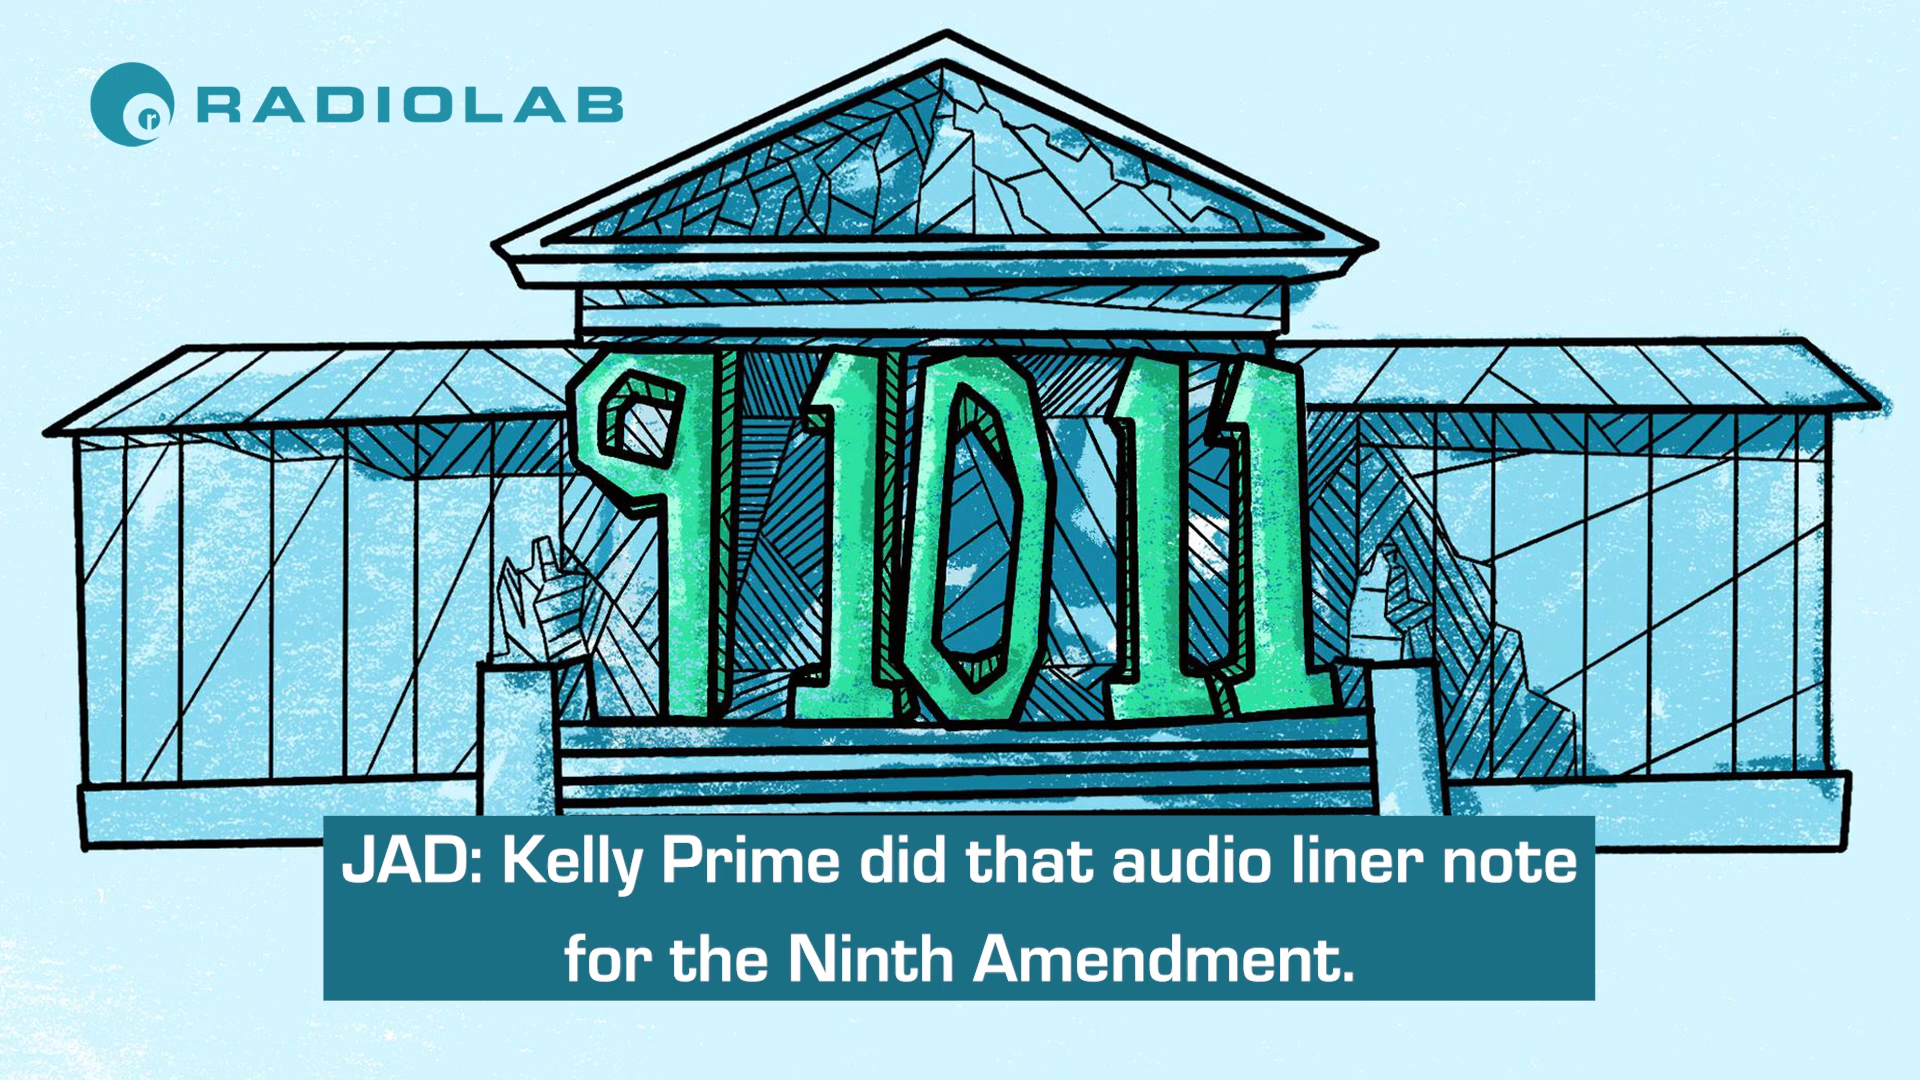 RADIOLAB
9 10 11
JAD: Kelly Prime did that audio liner note
for the Ninth Amendment.